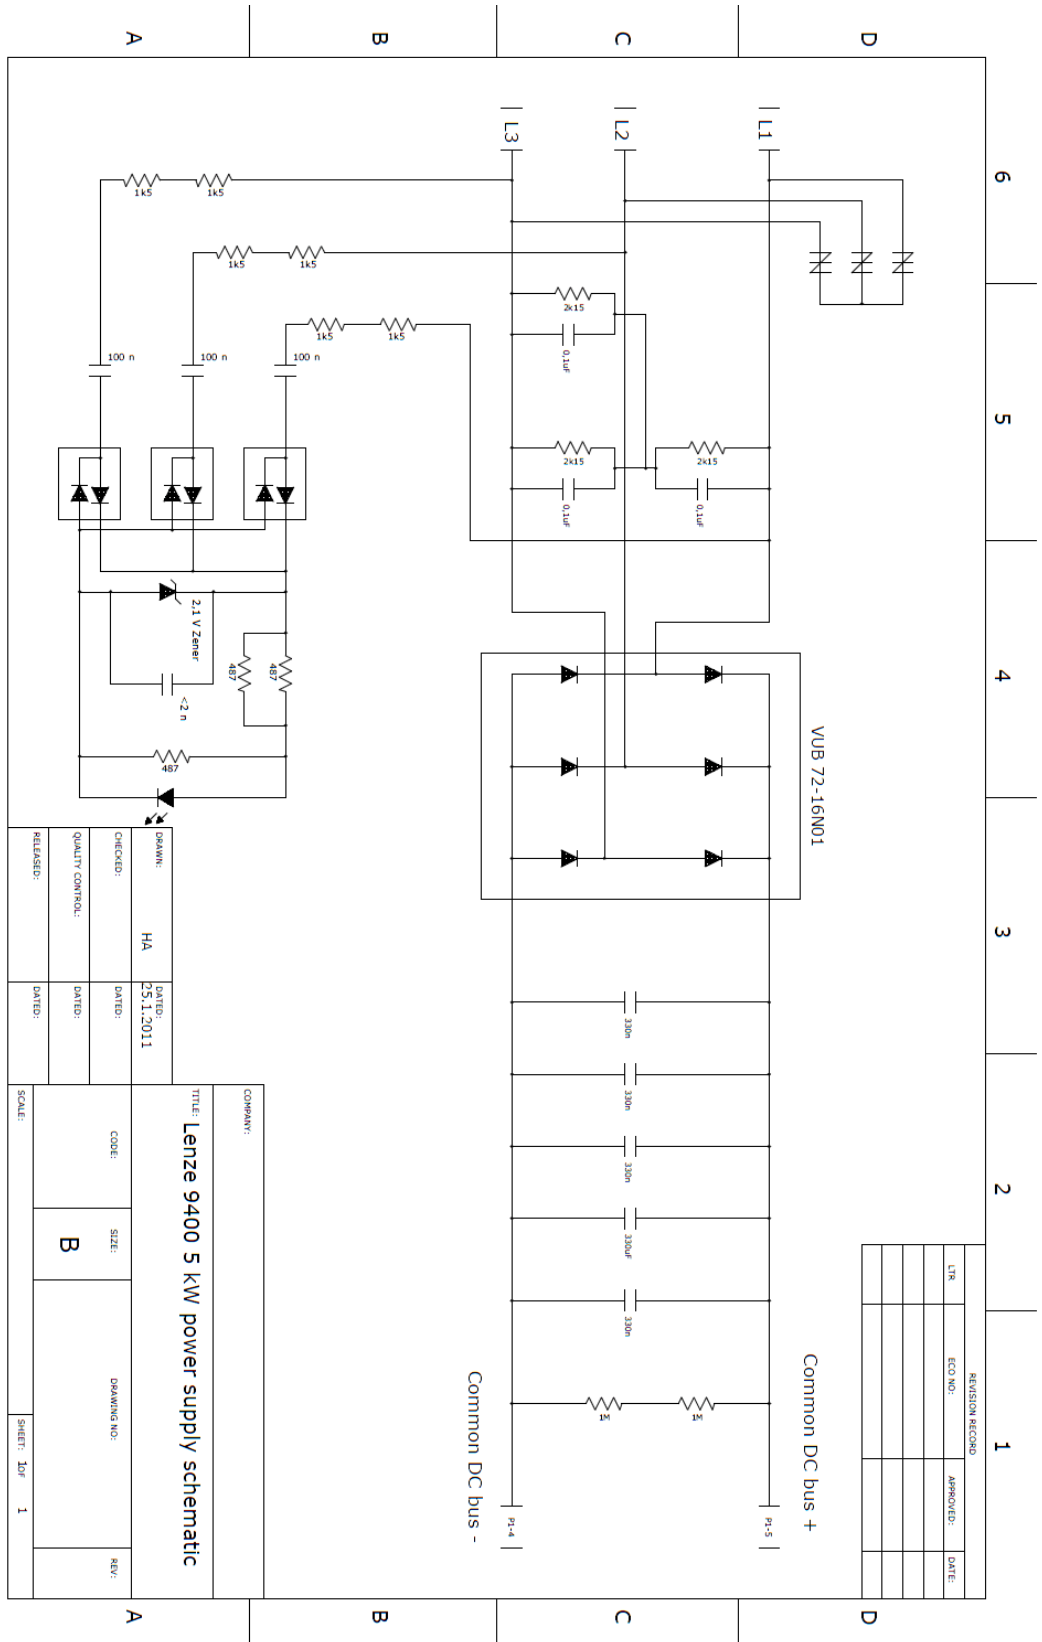 6
5
4
3
2
1
D
C
B
A
D
C
B
A
L1
L2
L3
1k5
1k5
1k5
1k5
1k5
1k5
2k15
0,1uF
2k15
0,1uF
2k15
0,1uF
100 n
100 n
100 n
2,1 V Zener
<2 n
487
487
487
VUB 72-16N01
330n
330n
330n
330uF
330n
1M
1M
Common DC bus +
Common DC bus -
P1-5
P1-4
REVISION RECORD
LTR
ECO NO:
APPROVED:
DATE:
COMPANY:
TITLE:
Lenze 9400 5 kW power supply schematic
DRAWN:
HA
DATED:
25.1.2011
CHECKED:
DATED:
QUALITY CONTROL:
DATED:
RELEASED:
DATED:
CODE:
SIZE:
B
DRAWING NO:
REV:
SCALE:
SHEET: 1OF 1